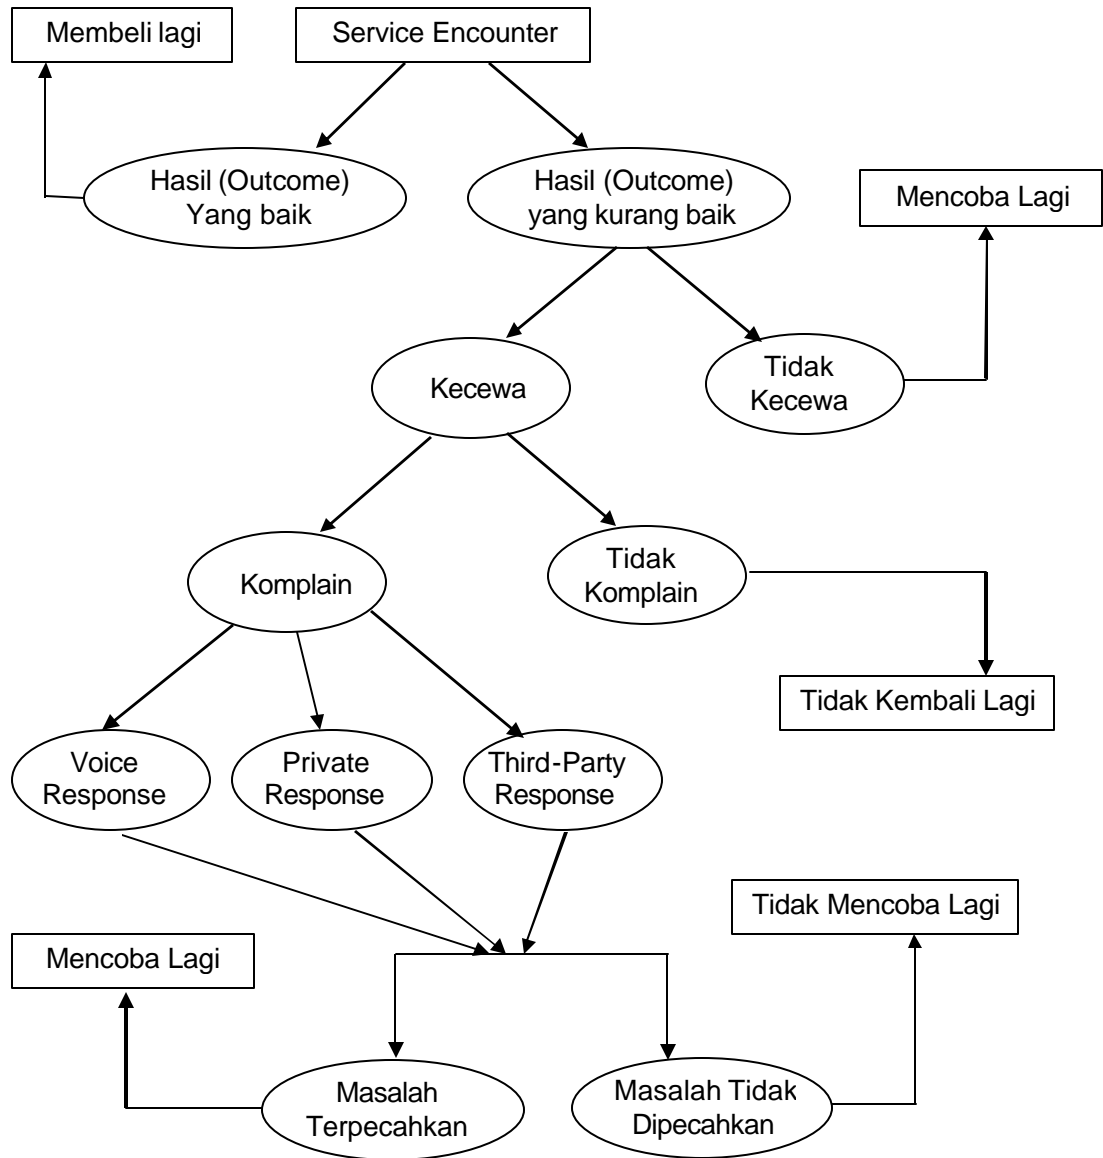 Membeli lagi
Service Encounter
Hasil (Outcome)
Yang baik
Hasil (Outcome)
yang kurang baik
Mencoba Lagi
Kecewa
Tidak
Kecewa
Komplain
Tidak
Komplain
Tidak Kembali Lagi
Voice
Response
Private
Response
Third-Party
Response
Tidak Mencoba Lagi
Mencoba Lagi
Masalah
Terpecahkan
Masalah Tidak
Dipecahkan